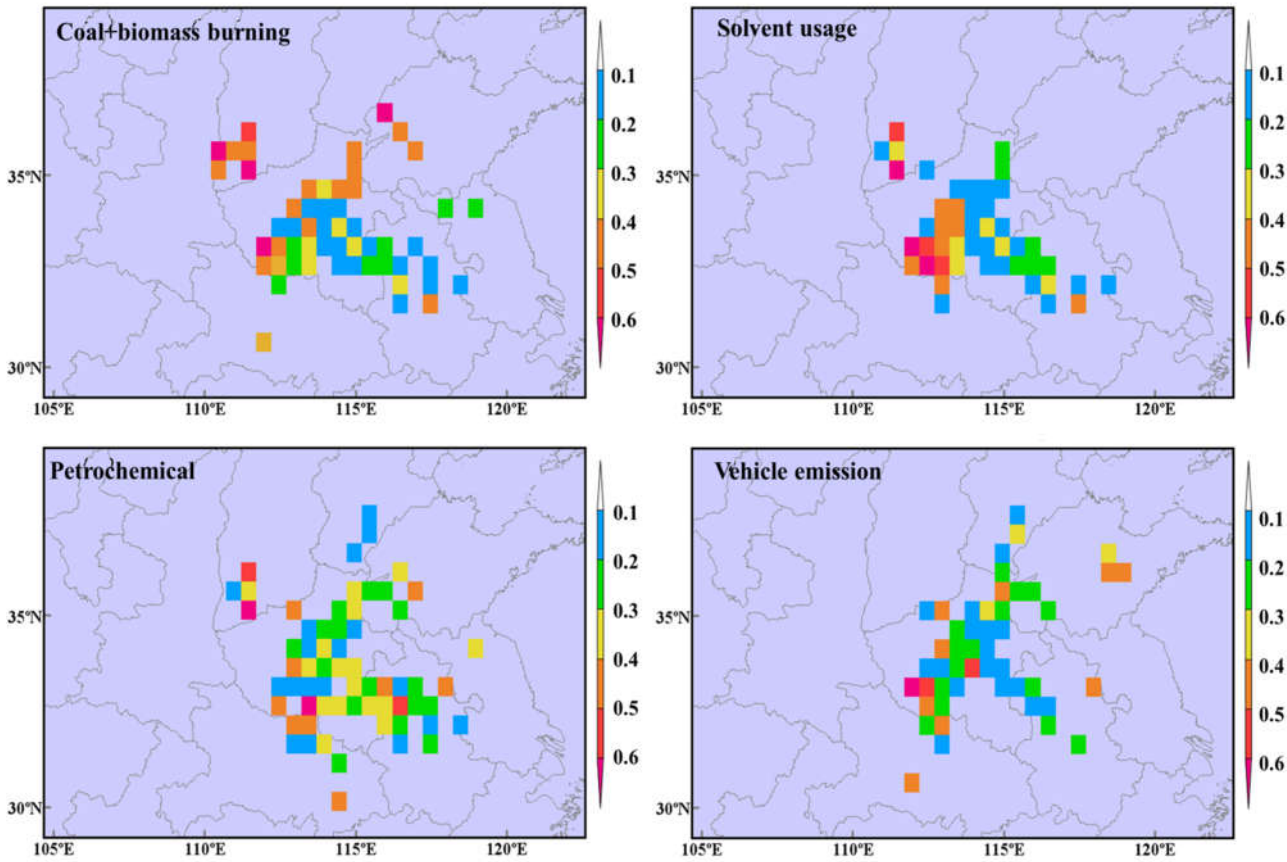 Coal+biomass burning
0.1
0.2
0.3
0.4
0.5
0.6
35°N
30°N
105°E
110°E
115°E
120°E
Solvent usage
0.1
0.2
0.3
0.4
0.5
0.6
35°N
30°N
105°E
110°E
115°E
120°E
Petrochemical
0.1
0.2
0.3
0.4
0.5
0.6
35°N
30°N
105°E
110°E
115°E
120°E
Vehicle emission
0.1
0.2
0.3
0.4
0.5
0.6
35°N
30°N
105°E
110°E
115°E
120°E